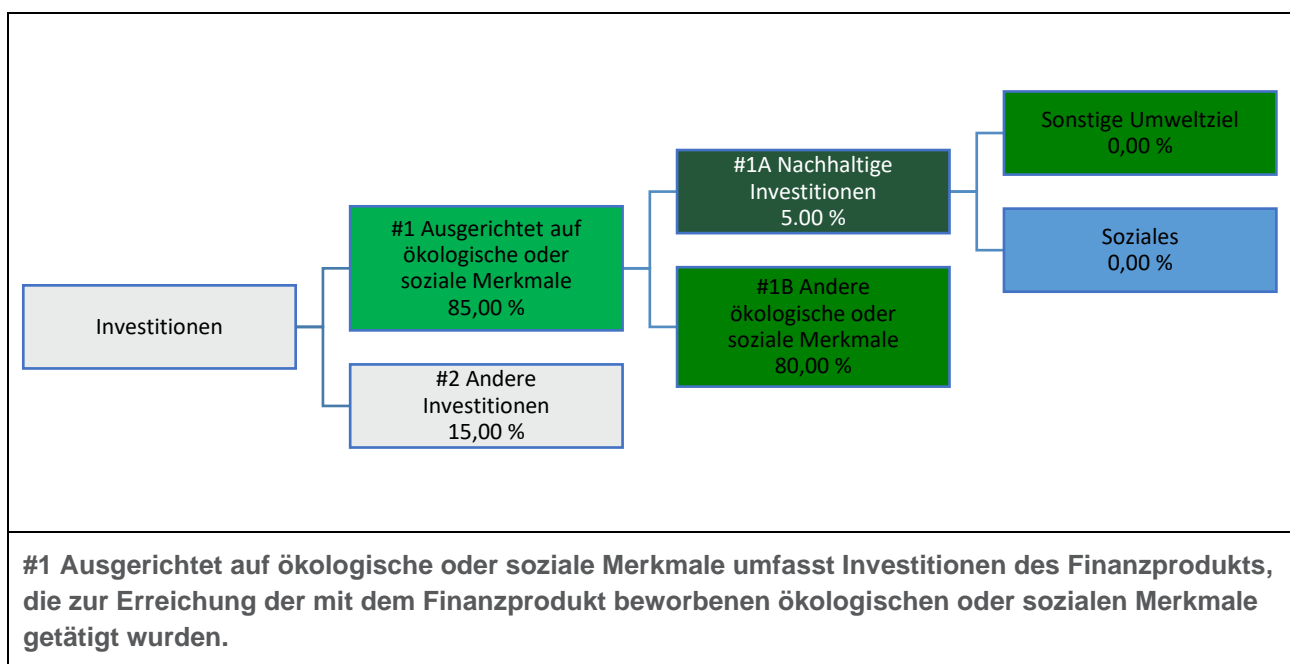 Investitionen
#1 Ausgerichtet auf
ökologische oder
soziale Merkmale
85,00 %
#2 Andere
Investitionen
15,00 %
#1A Nachhaltige
Investitionen
5.00 %
#1B Andere
ökologische oder
soziale Merkmale
80,00 %
Sonstige Umweltziel
0,00 %
Soziales
0,00 %
#1 Ausgerichtet auf ökologische oder soziale Merkmale umfasst Investitionen des Finanzprodukts,
die zur Erreichung der mit dem Finanzprodukt beworbenen ökologischen oder sozialen Merkmale
getätigt wurden.